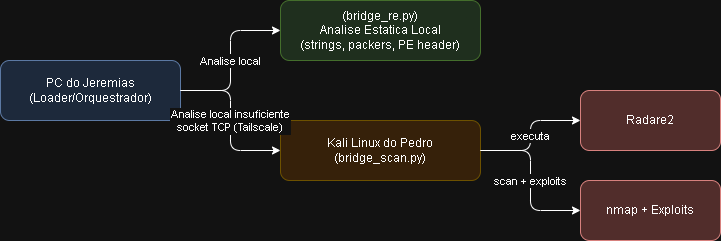 (bridge_re.py)
Analise Estatica Local
(strings, packers, PE header)
Analise local
PC do Jeremias
(Loader/Orquestrador)
Analise local insuficiente
socket TCP (Tailscale)
Kali Linux do Pedro
(bridge_scan.py)
executa
Radare2
scan + exploits
nmap + Exploits